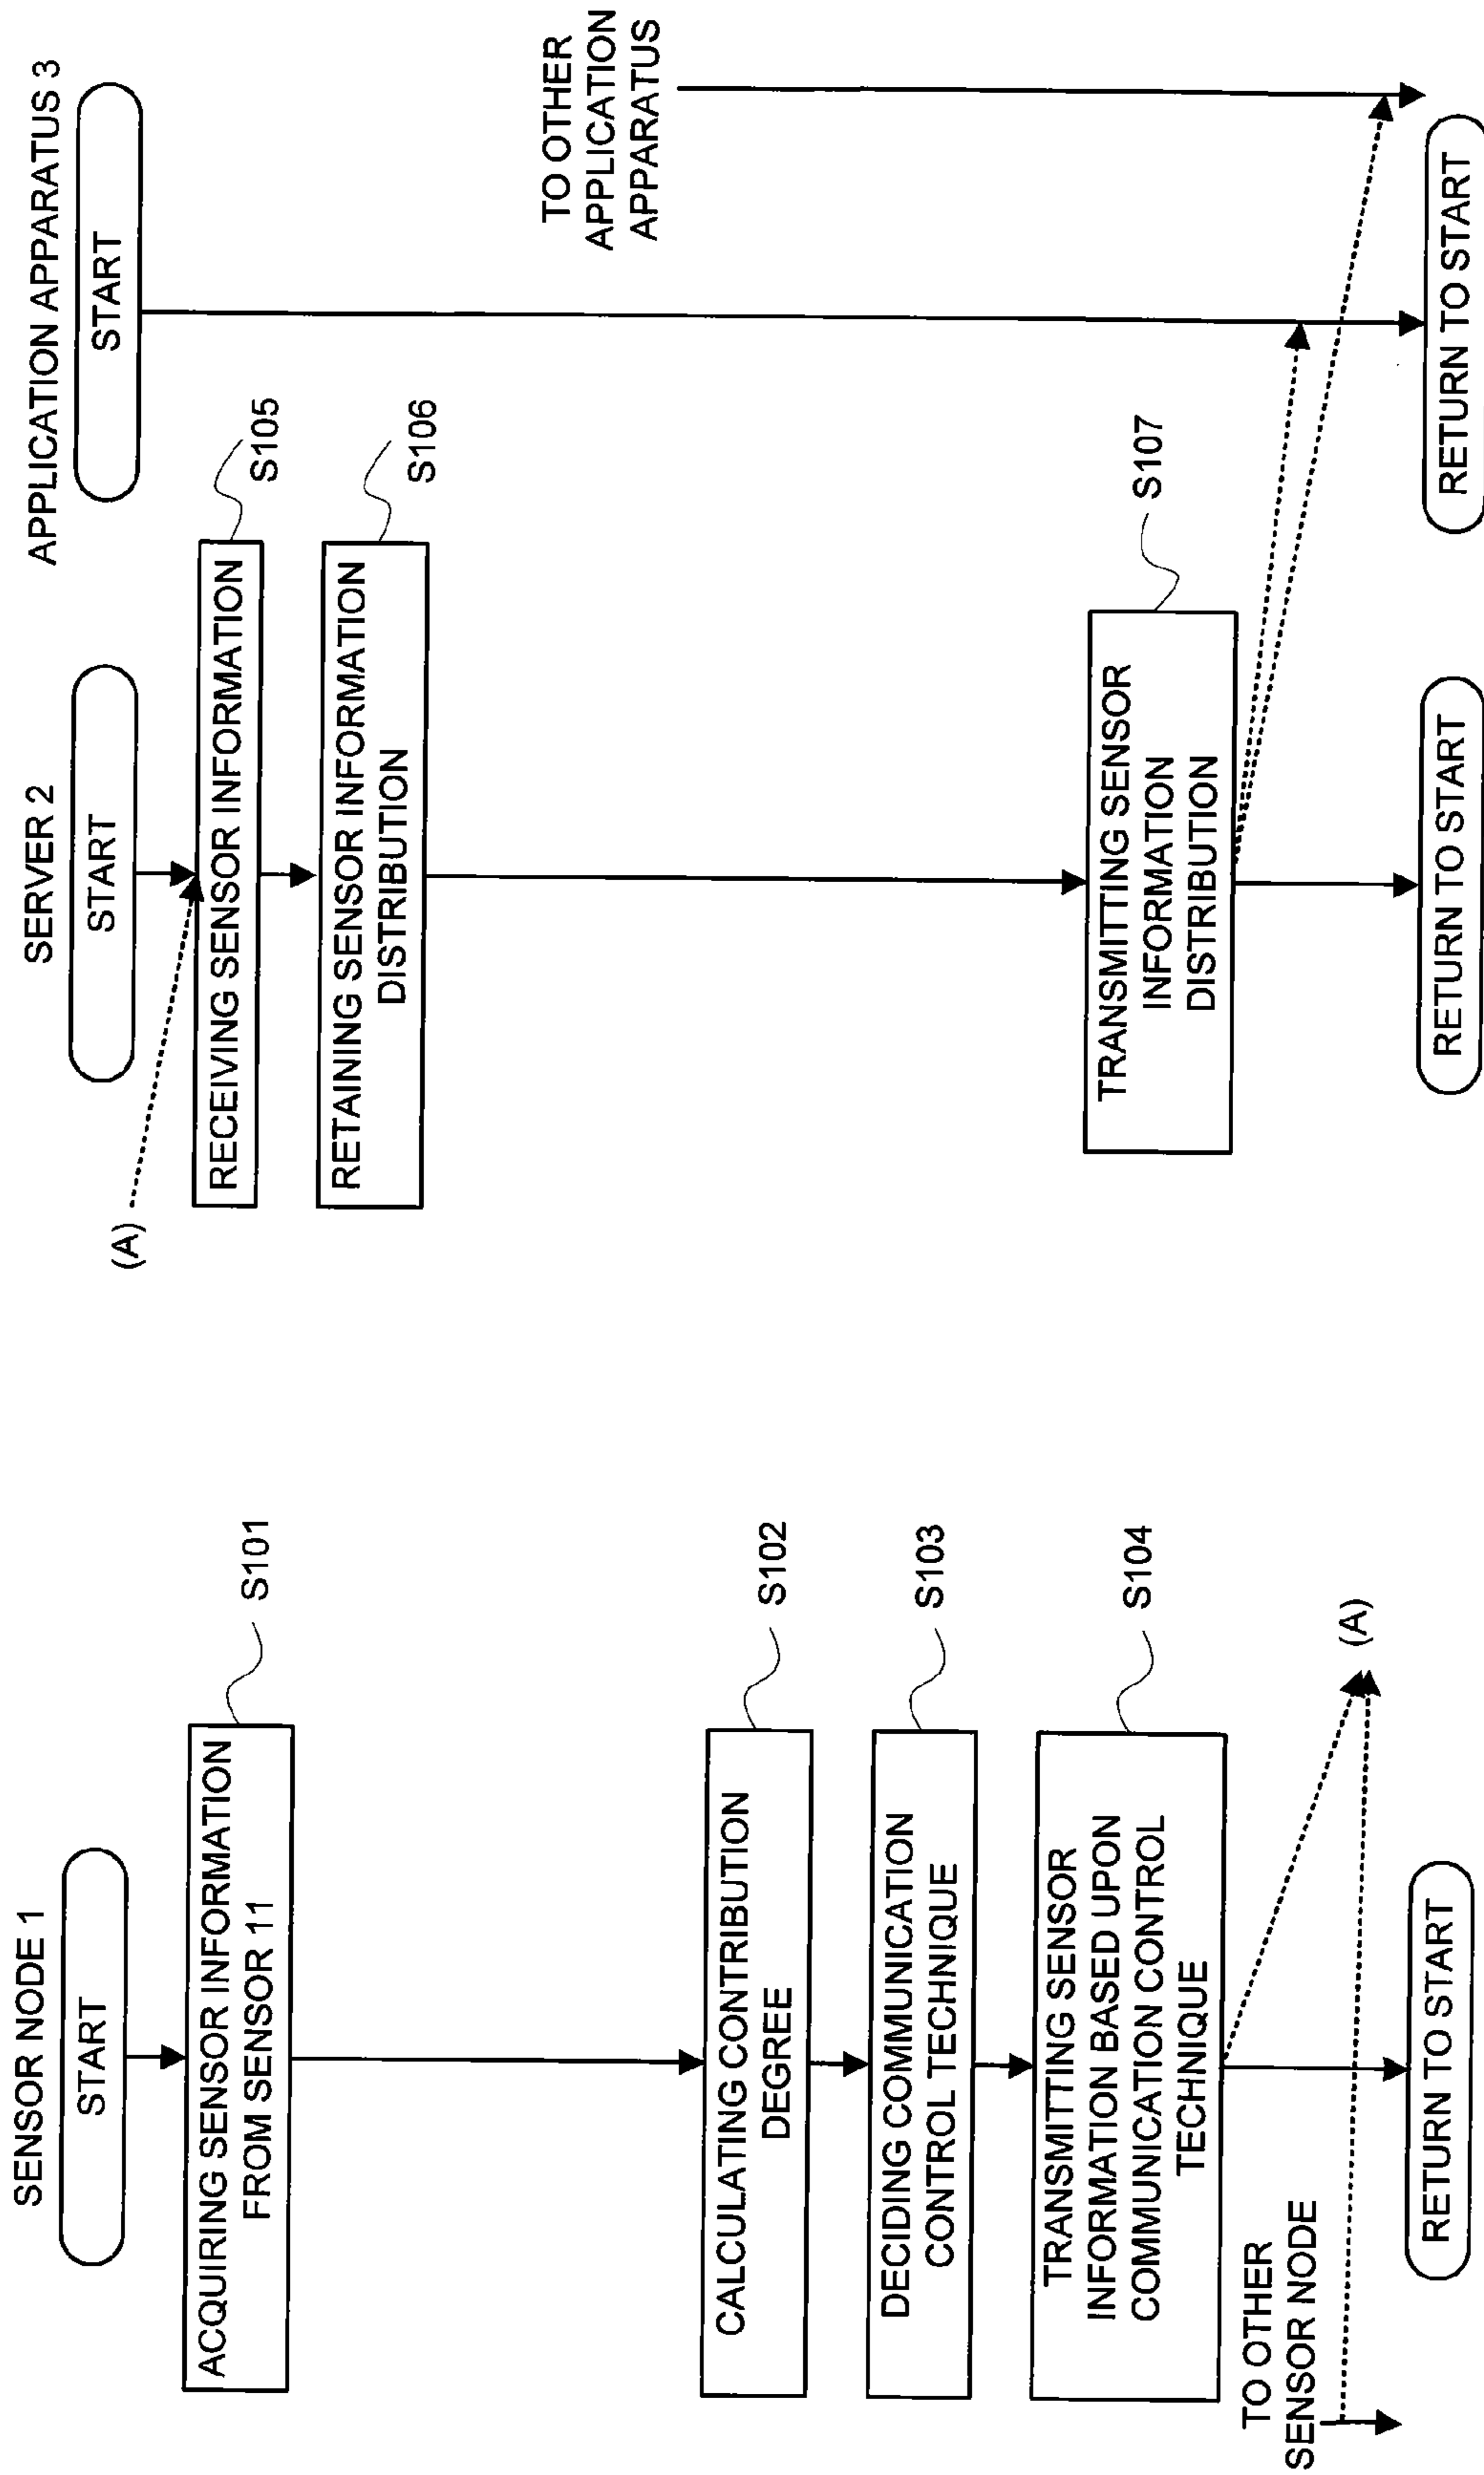 SENSOR NODE 1
START
ACQUIRING SENSOR INFORMATION
FROM SENSOR 11
S101
CALCULATING CONTRIBUTION
DEGREE
S102
DECIDING COMMUNICATION
CONTROL TECHNIQUE
S103
TRANSMITTING SENSOR
INFORMATION BASED UPON
COMMUNICATION CONTROL
TECHNIQUE
S104
TO OTHER
SENSOR NODE
(A)
RETURN TO START
SERVER 2
START
(A)
RECEIVING SENSOR INFORMATION
S105
RETAINING SENSOR INFORMATION
DISTRIBUTION
S106
TRANSMITTING SENSOR
INFORMATION
DISTRIBUTION
S107
RETURN TO START
APPLICATION APPARATUS 3
START
TO OTHER
APPLICATION
APPARATUS
RETURN TO START